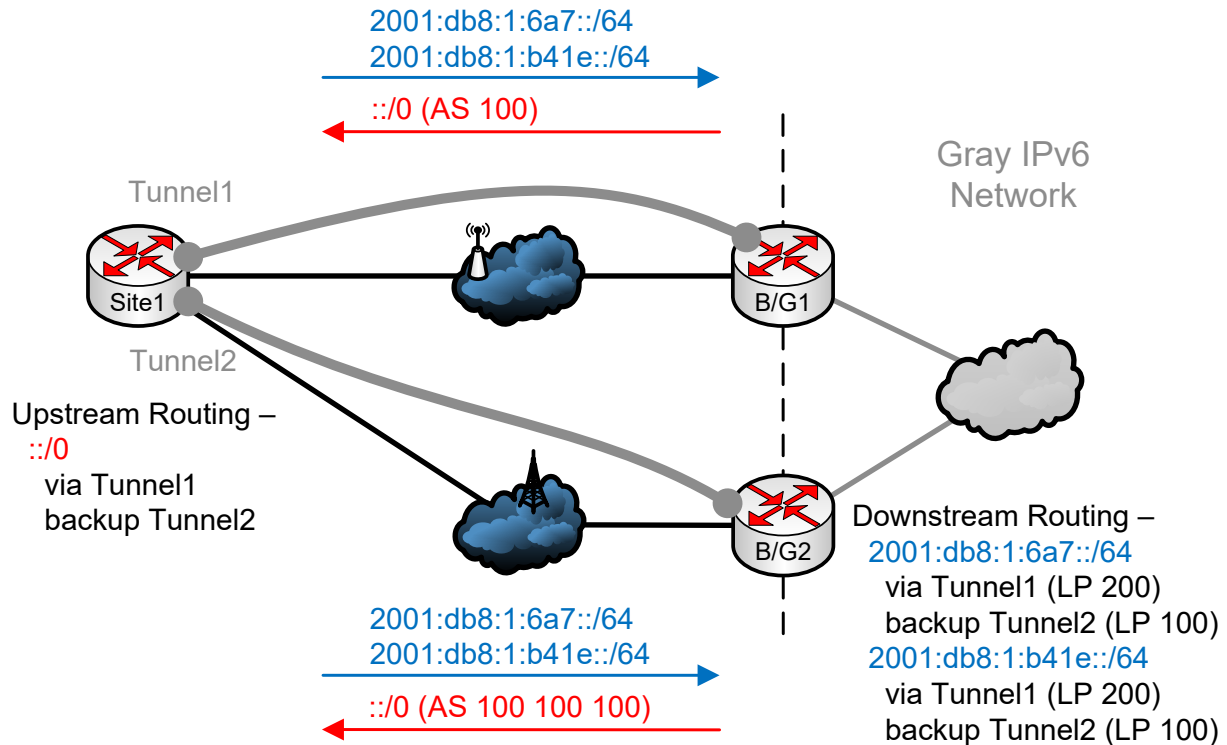 2001:db8:1:6a7::/64
2001:db8:1:b41e::/64
::/0 (AS 100)
Gray IPv6
Network
Tunnel1
Site1
B/G1
Tunnel2
Upstream Routing –
::/0
via Tunnel1
backup Tunnel2
B/G2
Downstream Routing –
2001:db8:1:6a7::/64
via Tunnel1 (LP 200)
backup Tunnel2 (LP 100)
2001:db8:1:b41e::/64
via Tunnel1 (LP 200)
backup Tunnel2 (LP 100)
2001:db8:1:6a7::/64
2001:db8:1:b41e::/64
::/0 (AS 100 100 100)